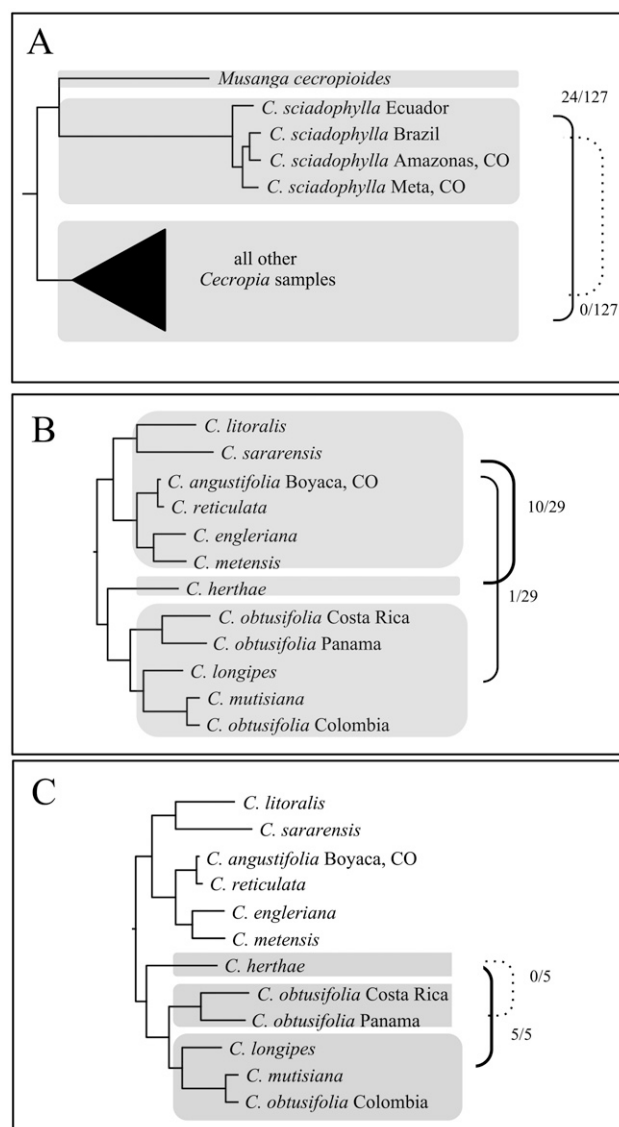 A
Musanga cecropioides
24/127
C. sciadophylla Ecuador
C. sciadophylla Brazil
C. sciadophylla Amazonas, CO
C. sciadophylla Meta, CO
all other
Cecropia samples
0/127
B
C. litoralis
C. sararensis
C. angustifolia Boyaca, CO
C. reticulata
10/29
C. engleriana
C. metensis
C. herthae
1/29
C. obtusifolia Costa Rica
C. obtusifolia Panama
C. longipes
C. mutisiana
C. obtusifolia Colombia
C
C. litoralis
C. sararensis
C. angustifolia Boyaca, CO
C. reticulata
C. engleriana
C. metensis
C. herthae
0/5
C. obtusifolia Costa Rica
C. obtusifolia Panama
5/5
C. longipes
C. mutisiana
C. obtusifolia Colombia